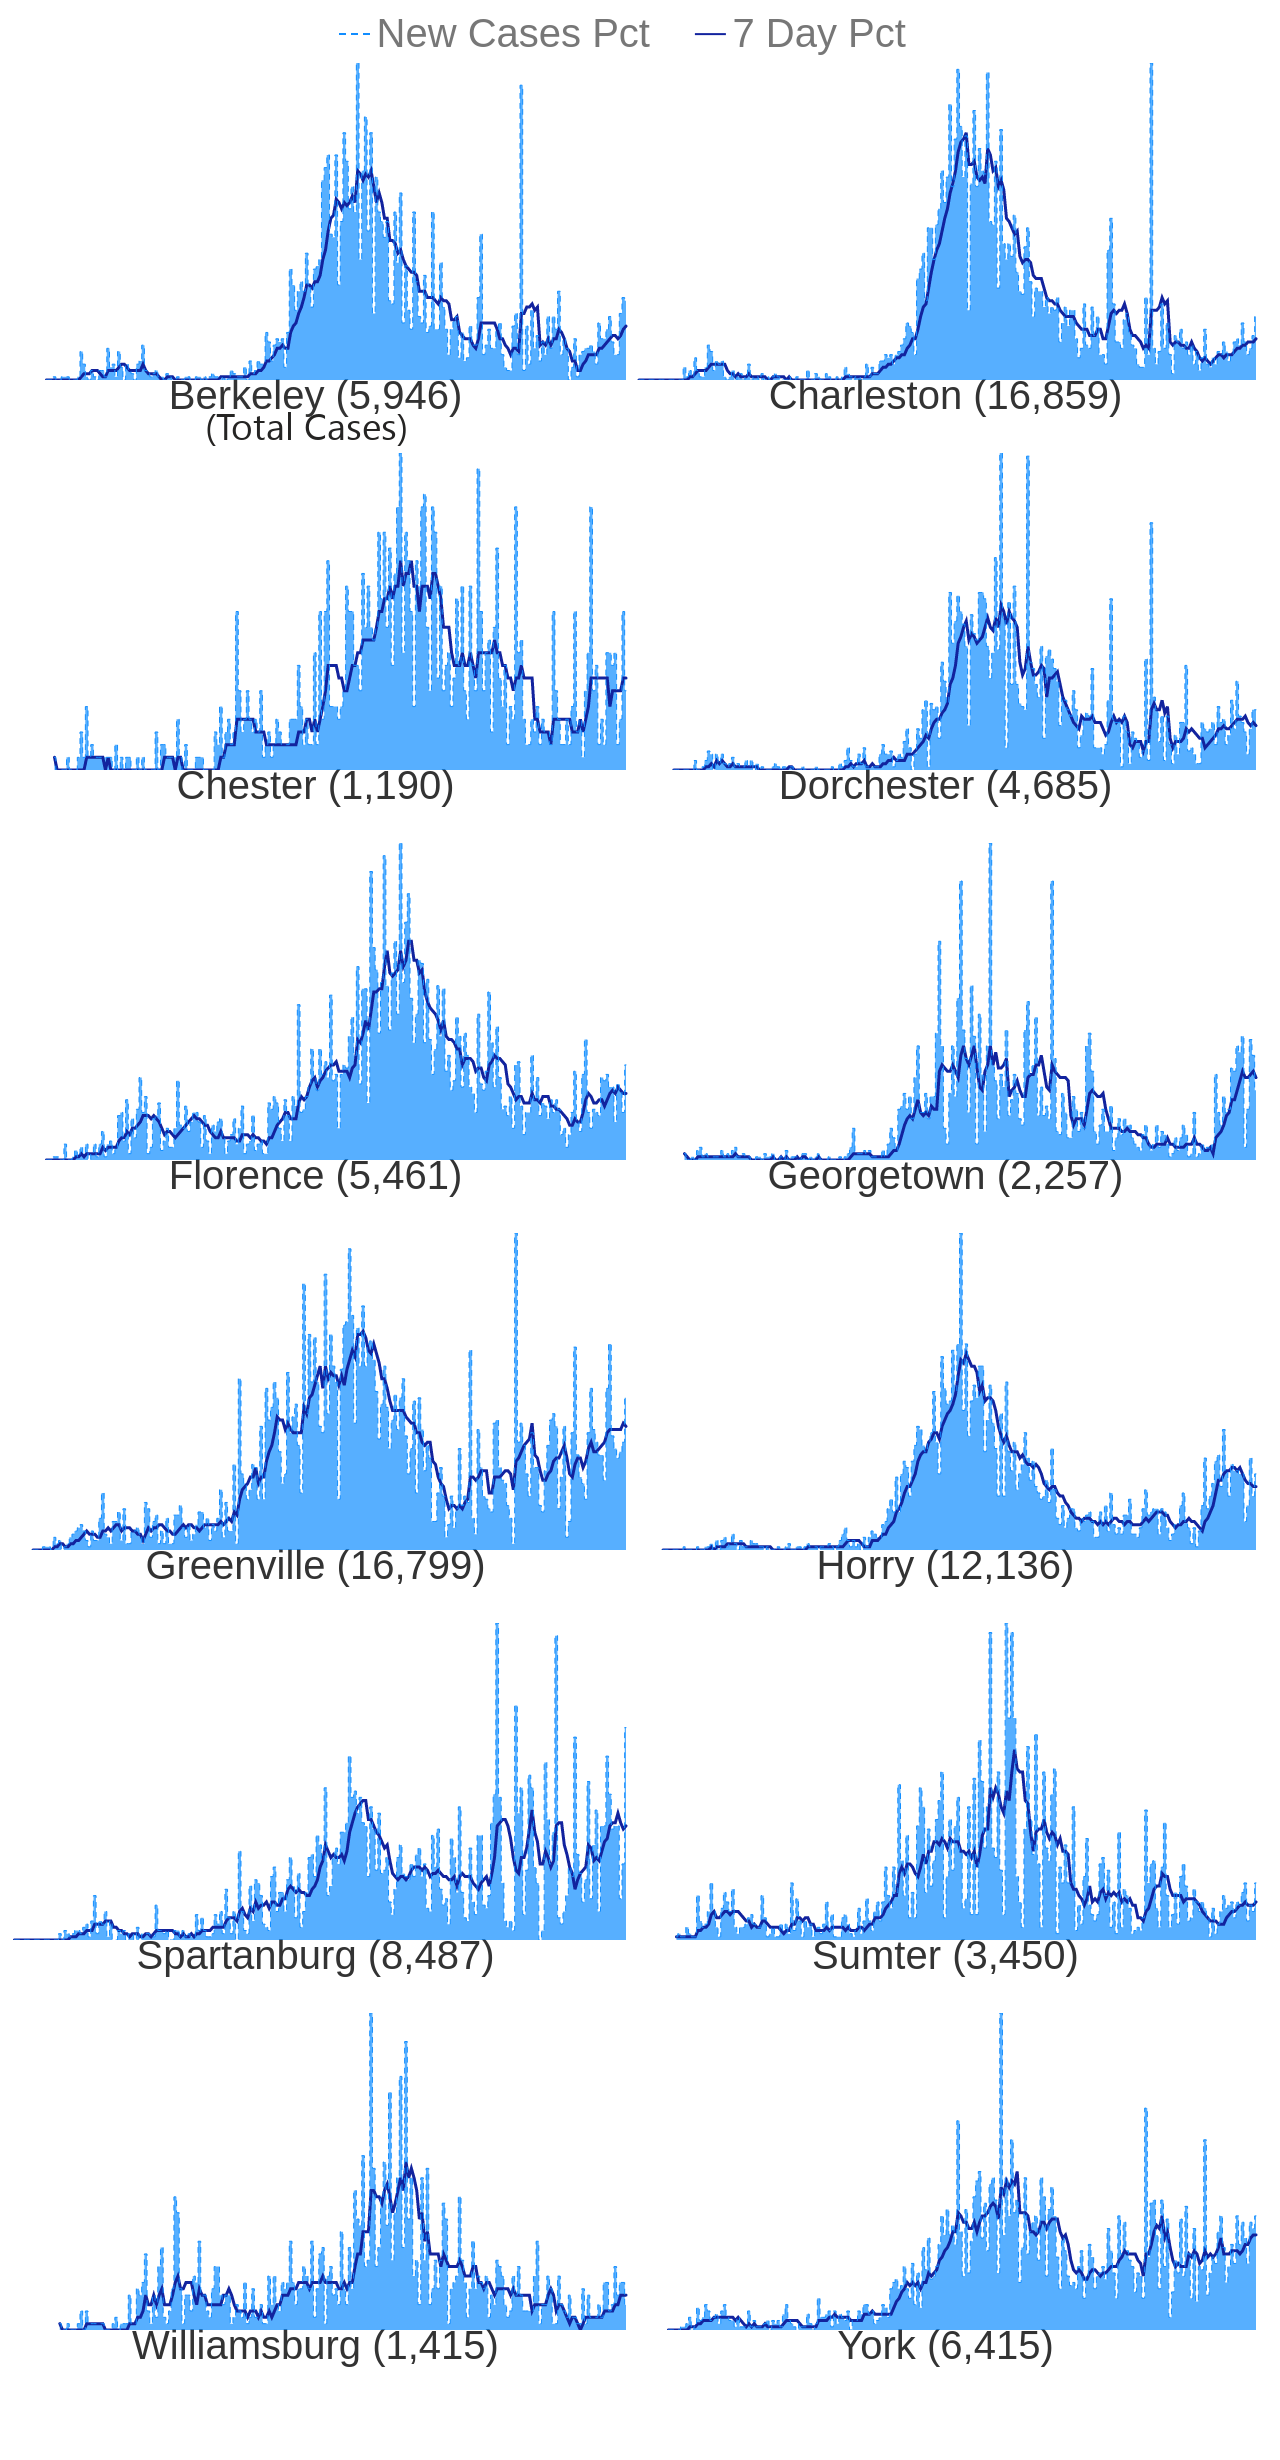 New Cases Pct 7 Day Pct
Berkeley (5,946) Charleston (16,859)
(Total Cases)
Chester (1,190) Dorchester (4,685)
Florence (5,461) Georgetown (2,257)
Greenville (16,799) Horry (12,136)
Spartanburg (8,487) Sumter (3,450)
Williamsburg (1,415) York (6,415)